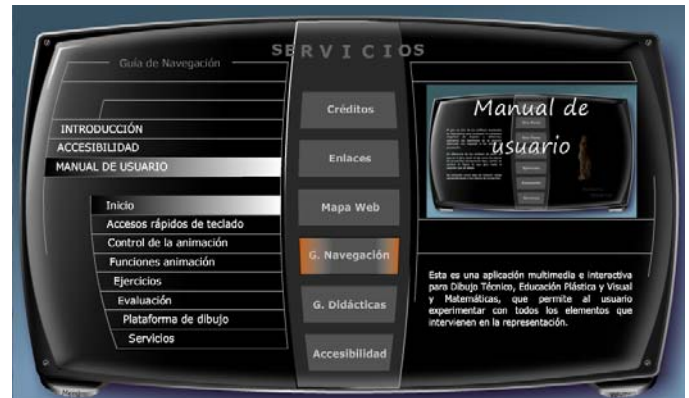 SERVICIOS
Guía de Navegación
INTRODUCCIÓN
ACCESIBILIDAD
MANUAL DE USUARIO
Inicio
Accesos rápidos de teclado
Control de la animación
Funciones animación
Ejercicios
Evaluación
Plataforma de dibujo
Servicios
Créditos
Enlaces
Mapa Web
G. Navegación
G. Didácticas
Accesibilidad
Manual de
usuario
Esta es una aplicación multimedia e interactiva
para Dibujo Técnico, Educación Plástica y Visual
y Matemáticas, que permite al usuario
experimentar con todos los elementos que
intervienen en la representación.